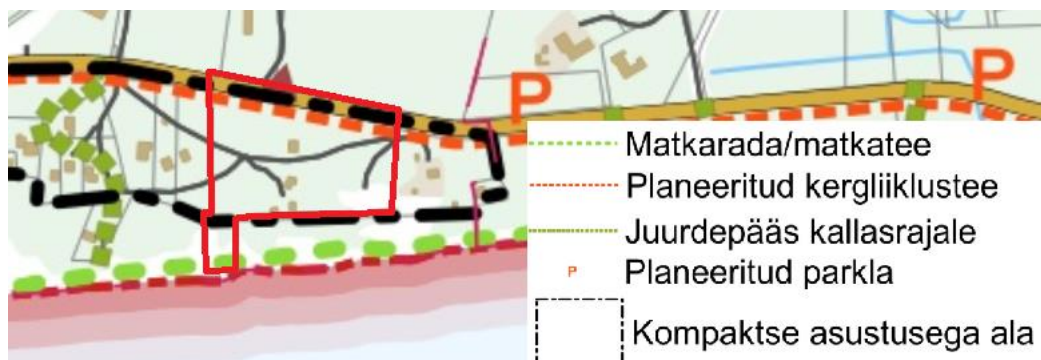 P
P
Matkarada/matkatee
Planeeritud kergliiklustee
Juurdepääs kallasrajale
P Planeeritud parkla
Kompaktse asustusega ala